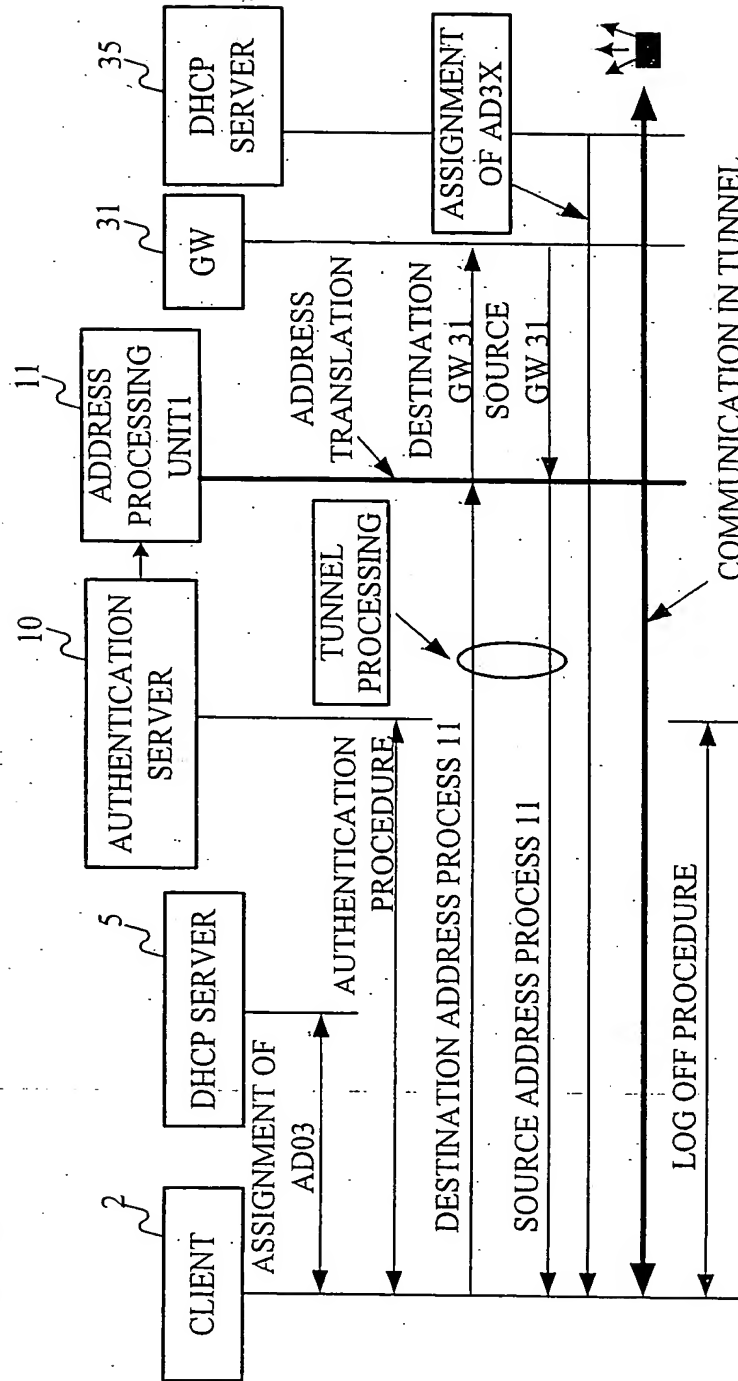 2
CLIENT
5
DHCP SERVER
10
AUTHENTICATION
SERVER
11
ADDRESS
PROCESSING
UNIT1
31
GW
35
DHCP
SERVER
ASSIGNMENT OF
AD03
AUTHENTICATION
PROCEDURE
TUNNEL
PROCESSING
ADDRESS
TRANSLATION
DESTINATION ADDRESS PROCESS 11
DESTINATION
GW 31
SOURCE ADDRESS PROCESS 11
SOURCE
GW 31
ASSIGNMENT
OF AD3X
COMMUNICATION IN TUNNEL
LOG OFF PROCEDURE